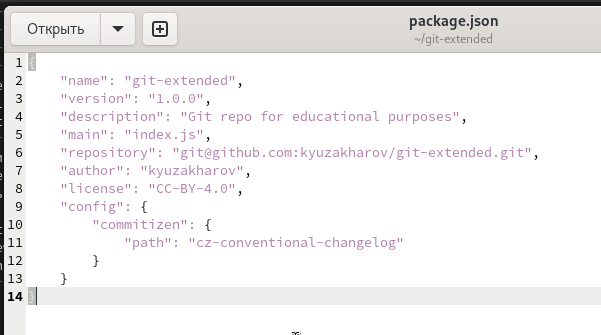 Открыть
package.json
~/git-extended
1 {
2 "name": "git-extended",
3 "version": "1.0.0",
4 "description": "Git repo for educational purposes",
5 "main": "index.js",
6 "repository": "git@github.com:kyuzakharov/git-extended.git",
7 "author": "kyuzakharov",
8 "license": "CC-BY-4.0",
9 "config": {
10 "commitizen": {
11 "path": "cz-conventional-changelog"
12 }
13 }
14 }